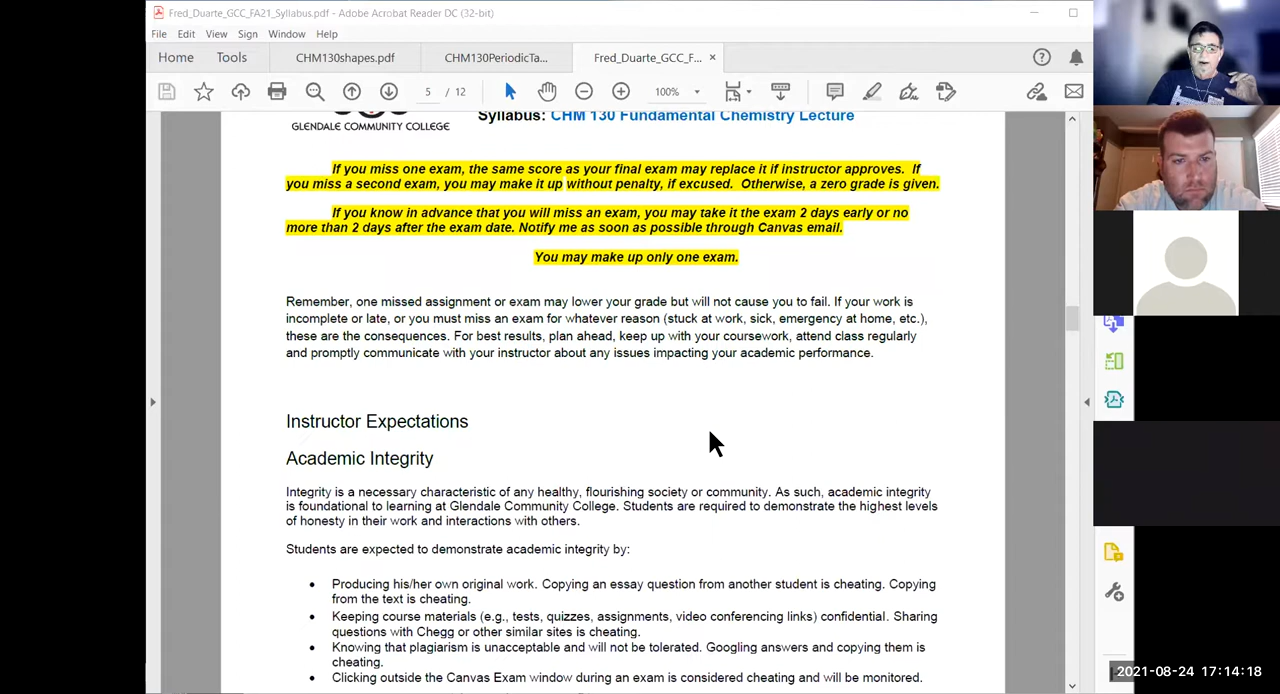 Fred_Duarte_GCC_FA21_Syllabus.pdf - Adobe Acrobat Reader DC (32-bit)
File Edit View Sign Window Help
Home Tools CHM130shapes.pdf CHM130PeriodicTa... Fred_Duarte_GCC_F... ×
5 / 12 100%
GLENDALE COMMUNITY COLLEGE
Syllabus: CHM 130 Fundamental Chemistry Lecture
If you miss one exam, the same score as your final exam may replace it if instructor approves. If
you miss a second exam, you may make it up without penalty, if excused. Otherwise, a zero grade is given.
If you know in advance that you will miss an exam, you may take it the exam 2 days early or no
more than 2 days after the exam date. Notify me as soon as possible through Canvas email.
You may make up only one exam.
Remember, one missed assignment or exam may lower your grade but will not cause you to fail. If your work is
incomplete or late, or you must miss an exam for whatever reason (stuck at work, sick, emergency at home, etc.),
these are the consequences. For best results, plan ahead, keep up with your coursework, attend class regularly
and promptly communicate with your instructor about any issues impacting your academic performance.
Instructor Expectations
Academic Integrity
Integrity is a necessary characteristic of any healthy, flourishing society or community. As such, academic integrity
is foundational to learning at Glendale Community College. Students are required to demonstrate the highest levels
of honesty in their work and interactions with others.
Students are expected to demonstrate academic integrity by:
• Producing his/her own original work. Copying an essay question from another student is cheating. Copying
from the text is cheating.
• Keeping course materials (e.g., tests, quizzes, assignments, video conferencing links) confidential. Sharing
questions with Chegg or other similar sites is cheating.
• Knowing that plagiarism is unacceptable and will not be tolerated. Googling answers and copying them is
cheating.
• Clicking outside the Canvas Exam window during an exam is considered cheating and will be monitored.
2021-08-24 17:14:18